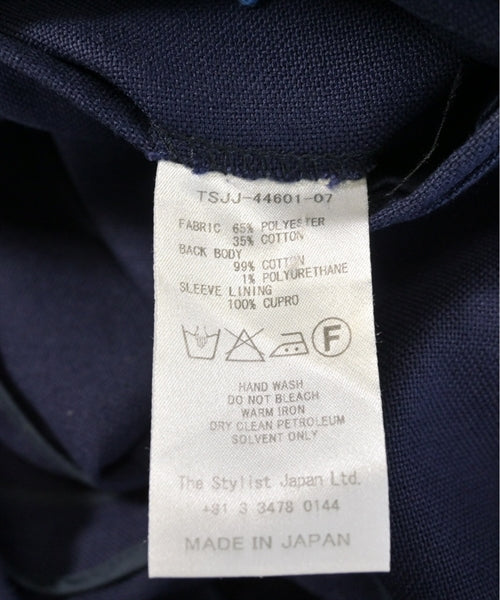 TSJJ-44601-07
FABRIC 65% POLYESTER
35% COTTON
BACK BODY
99% COTTON
1% POLYURETHANE
SLEEVE LINING
100% CUPRO
F
HAND WASH
DO NOT BLEACH
WARM IRON
DRY CLEAN PETROLEUM
SOLVENT ONLY
The Stylist Japan Ltd.
+81 3 3478 0144
MADE IN JAPAN